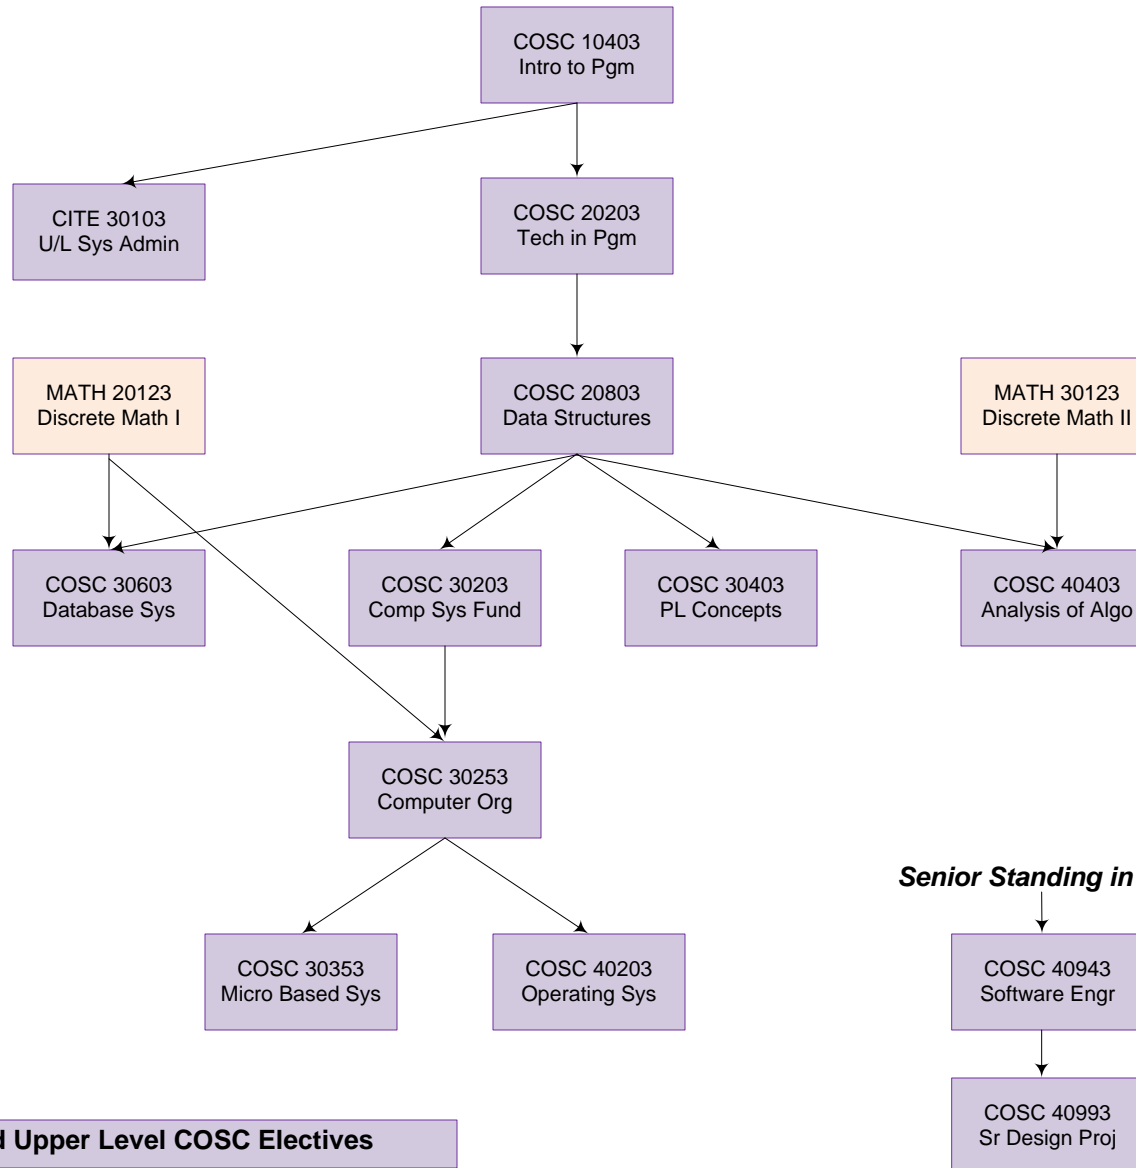 COSC 10403
Intro to Pgm
CITE 30103
U/L Sys Admin
COSC 20203
Tech in Pgm
MATH 20123
Discrete Math I
COSC 20803
Data Structures
MATH 30123
Discrete Math II
COSC 30603
Database Sys
COSC 30203
Comp Sys Fund
COSC 30403
PL Concepts
COSC 40403
Analysis of Algo
COSC 30253
Computer Org
Senior Standing in
COSC 30353
Micro Based Sys
COSC 40203
Operating Sys
COSC 40943
Software Engr
COSC 40993
Sr Design Proj
Upper Level COSC Electives